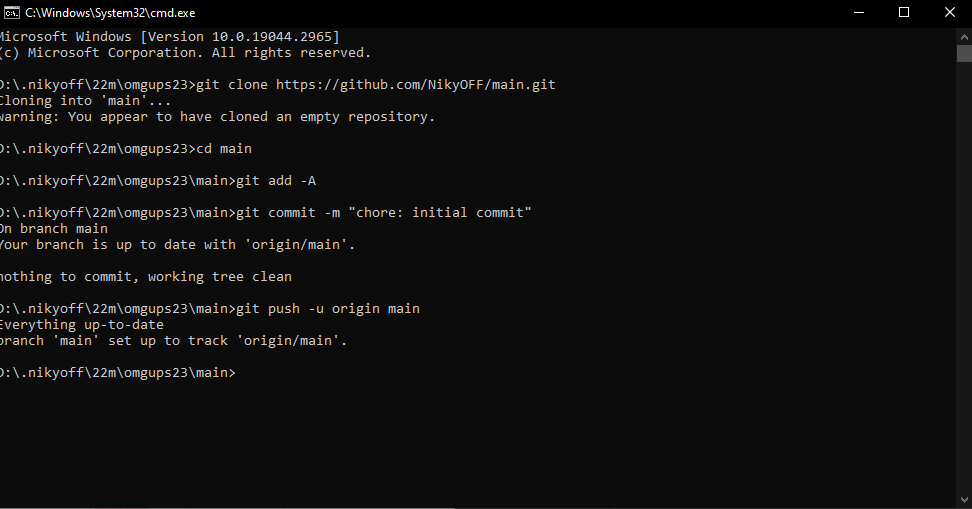 C:\Windows\System32\cmd.exe
Microsoft Windows [Version 10.0.19044.2965]
(c) Microsoft Corporation. All rights reserved.
D:\.nikyoff\22m\omgups23>git clone https://github.com/NikyOFF/main.git
Cloning into 'main'...
warning: You appear to have cloned an empty repository.
D:\.nikyoff\22m\omgups23>cd main
D:\.nikyoff\22m\omgups23\main>git add -A
D:\.nikyoff\22m\omgups23\main>git commit -m "chore: initial commit"
On branch main
Your branch is up to date with 'origin/main'.
nothing to commit, working tree clean
D:\.nikyoff\22m\omgups23\main>git push -u origin main
Everything up-to-date
branch 'main' set up to track 'origin/main'.
D:\.nikyoff\22m\omgups23\main>